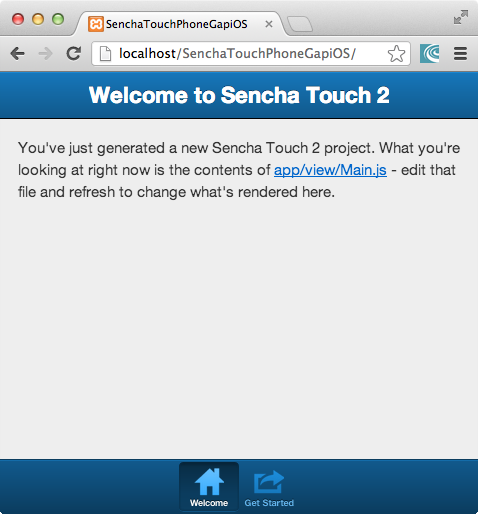 SenchaTouchPhoneGapiOS
localhost/SenchaTouchPhoneGapiOS/
Welcome to Sencha Touch 2
You've just generated a new Sencha Touch 2 project. What you're
looking at right now is the contents of app/view/Main.js - edit that
file and refresh to change what's rendered here.
Welcome Get Started